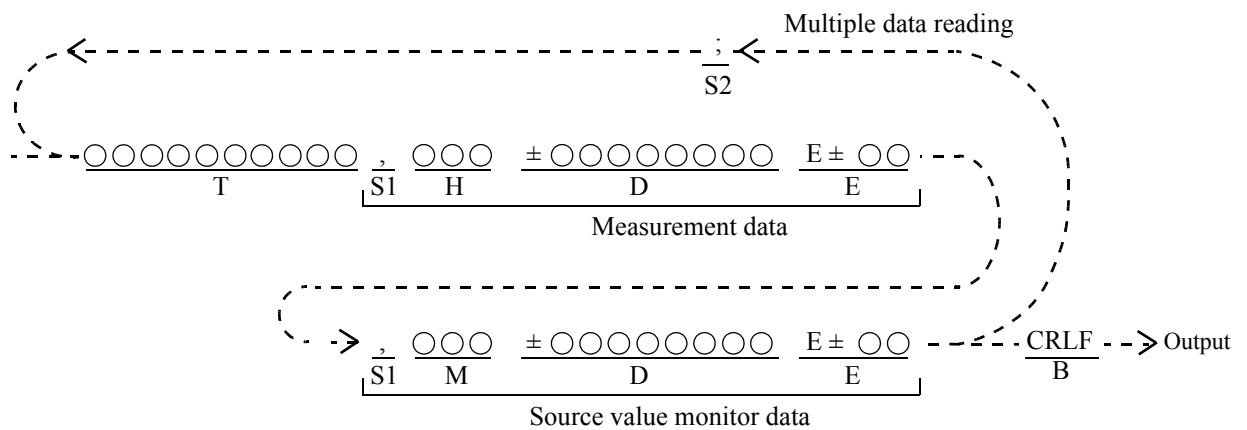 Multiple data reading
;
S2
○○○○○○○○○○ , ○○○ ± ○○○○○○○○ E ± ○○
T S1 H D E
Measurement data
, ○○○ ± ○○○○○○○○ E ± ○○ CRLF Output
S1 M D E B
Source value monitor data